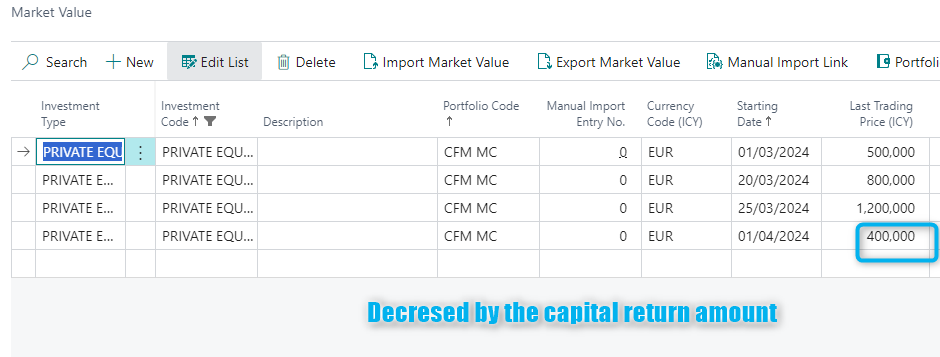 Market Value
Search New Edit List Delete Import Market Value Export Market Value Manual Import Link Portfoli
Investment Type Investment Code ↑ Description Portfolio Code ↑ Manual Import Entry No. Currency Code (ICY) Starting Date ↑ Last Trading Price (ICY)
PRIVATE EQU PRIVATE EQU... CFM MC 0 EUR 01/03/2024 500,000
PRIVATE E... PRIVATE EQU... CFM MC 0 EUR 20/03/2024 800,000
PRIVATE E... PRIVATE EQU... CFM MC 0 EUR 25/03/2024 1,200,000
PRIVATE E... PRIVATE EQU... CFM MC 0 EUR 01/04/2024 400,000
Decresed by the capital return amount